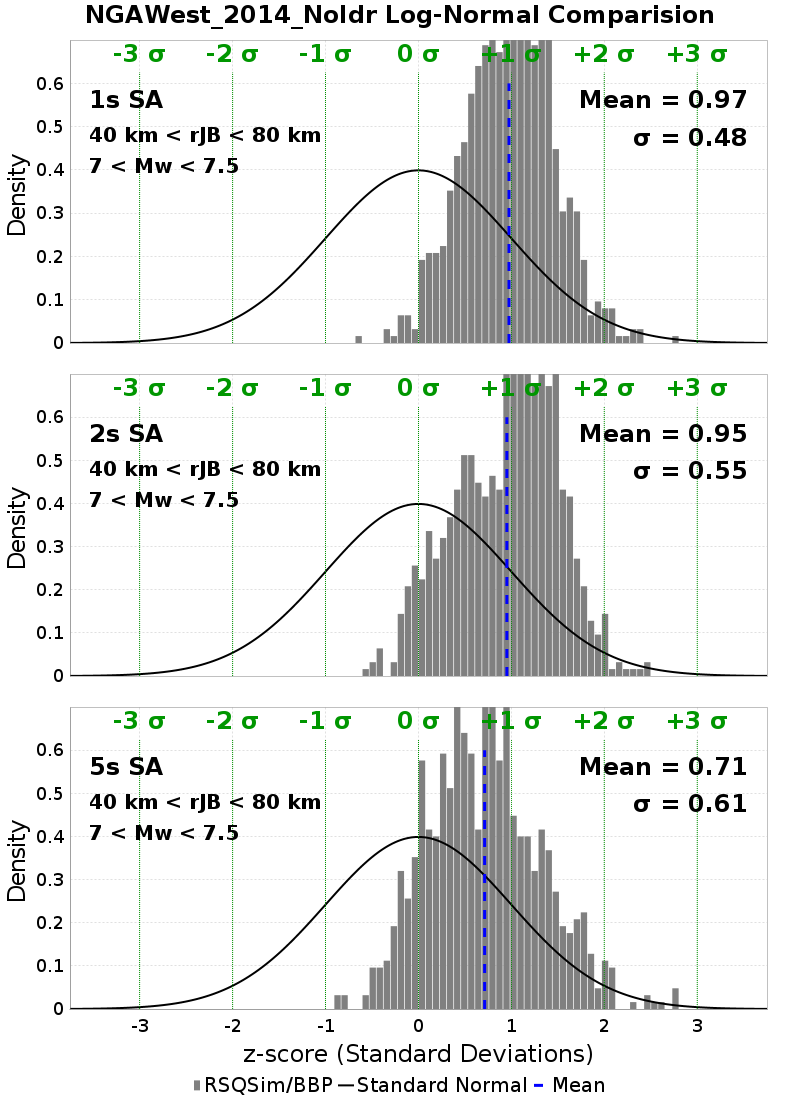 NGAWest_2014_NoIdr Log-Normal Comparision
-3 σ -2 σ -1 σ 0 σ +1 σ +2 σ +3 σ
1s SA Mean = 0.97
40 km < rJB < 80 km σ = 0.48
7 < Mw < 7.5
Density
0.6
0.5
0.4
0.3
0.2
0.1
0
-3 σ -2 σ -1 σ 0 σ +1 σ +2 σ +3 σ
2s SA Mean = 0.95
40 km < rJB < 80 km σ = 0.55
7 < Mw < 7.5
Density
0.6
0.5
0.4
0.3
0.2
0.1
0
-3 σ -2 σ -1 σ 0 σ +1 σ +2 σ +3 σ
5s SA Mean = 0.71
40 km < rJB < 80 km σ = 0.61
7 < Mw < 7.5
Density
0.6
0.5
0.4
0.3
0.2
0.1
0
-3 -2 -1 0 1 2 3
z-score (Standard Deviations)
RSQSim/BBP Standard Normal Mean